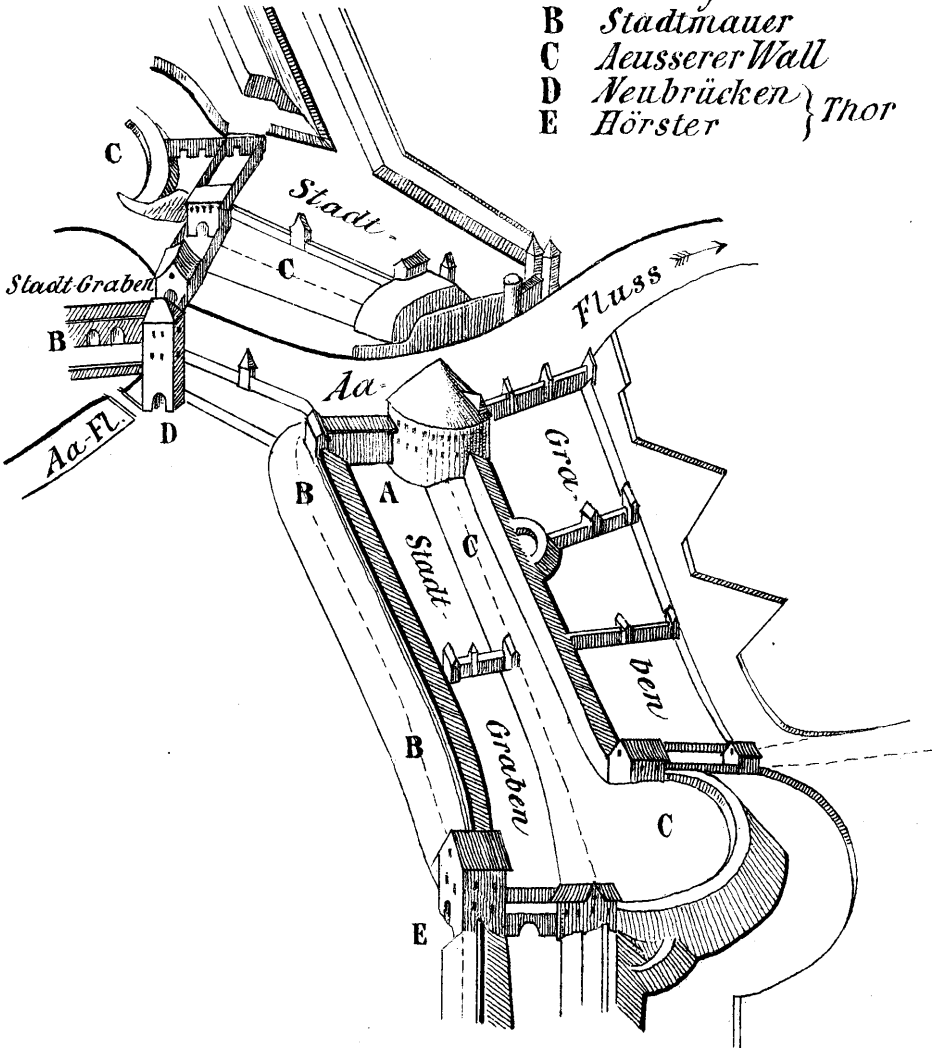 B Stadtmauer
C Aeusserer Wall
D Neubrücken } Thor
E Hörster
C
Stadt-
C
Stadt-Graben
B
Fluss
Aa-
Aa-Fl.
D
B
A
Gra-
C
Stadt-
ben
B
Graben
C
E